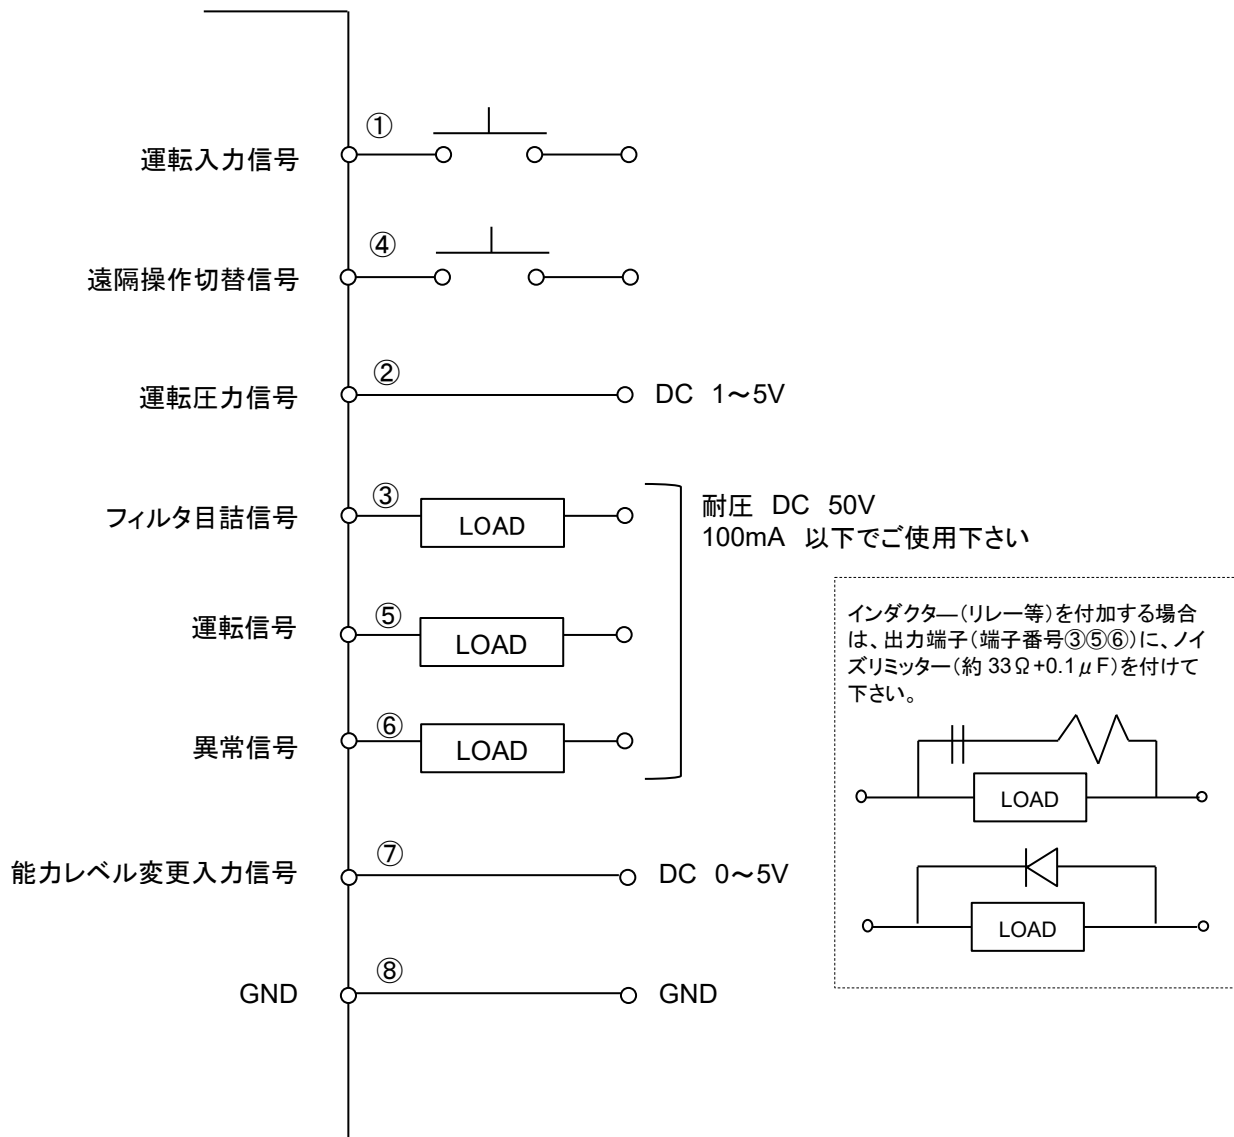 ①
運転入力信号
④
遠隔操作切替信号
②
運転圧力信号 DC 1～5V
③
フィルタ目詰信号 LOAD
耐圧 DC 50V
100mA 以下でご使用下さい
⑤
運転信号 LOAD
⑥
異常信号 LOAD
⑦
能力レベル変更入力信号 DC 0～5V
⑧
GND GND
インダクター(リレー等)を付加する場合
は、出力端子(端子番号③⑤⑥)に、ノイ
ズリミッター(約 33Ω+0.1μF)を付けて
下さい。
LOAD
LOAD